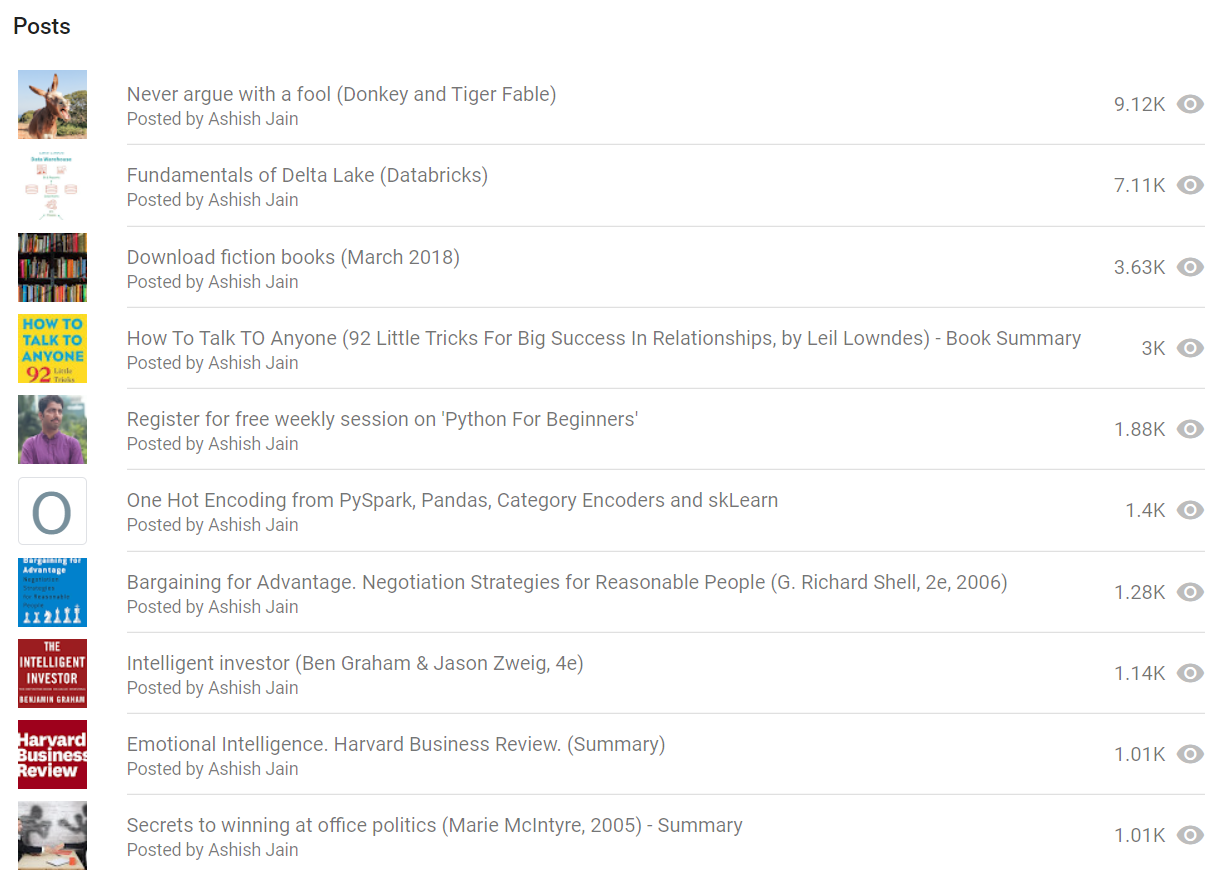 Posts
Never argue with a fool (Donkey and Tiger Fable)
Posted by Ashish Jain
9.12K
Data Warehouse
Fundamentals of Delta Lake (Databricks)
Posted by Ashish Jain
7.11K
Download fiction books (March 2018)
Posted by Ashish Jain
3.63K
HOW TO
TALK TO
ANYONE
92 Little
Tricks
How To Talk TO Anyone (92 Little Tricks For Big Success In Relationships, by Leil Lowndes) - Book Summary
Posted by Ashish Jain
3K
Register for free weekly session on 'Python For Beginners'
Posted by Ashish Jain
1.88K
O
One Hot Encoding from PySpark, Pandas, Category Encoders and skLearn
Posted by Ashish Jain
1.4K
Bargaining for
Advantage
Negotiation
Strategies
for Reasonable
People
Bargaining for Advantage. Negotiation Strategies for Reasonable People (G. Richard Shell, 2e, 2006)
Posted by Ashish Jain
1.28K
THE
INTELLIGENT
INVESTOR
BENJAMIN GRAHAM
Intelligent investor (Ben Graham & Jason Zweig, 4e)
Posted by Ashish Jain
1.14K
Harvard
Business
Review
Emotional Intelligence. Harvard Business Review. (Summary)
Posted by Ashish Jain
1.01K
Secrets to winning at office politics (Marie McIntyre, 2005) - Summary
Posted by Ashish Jain
1.01K